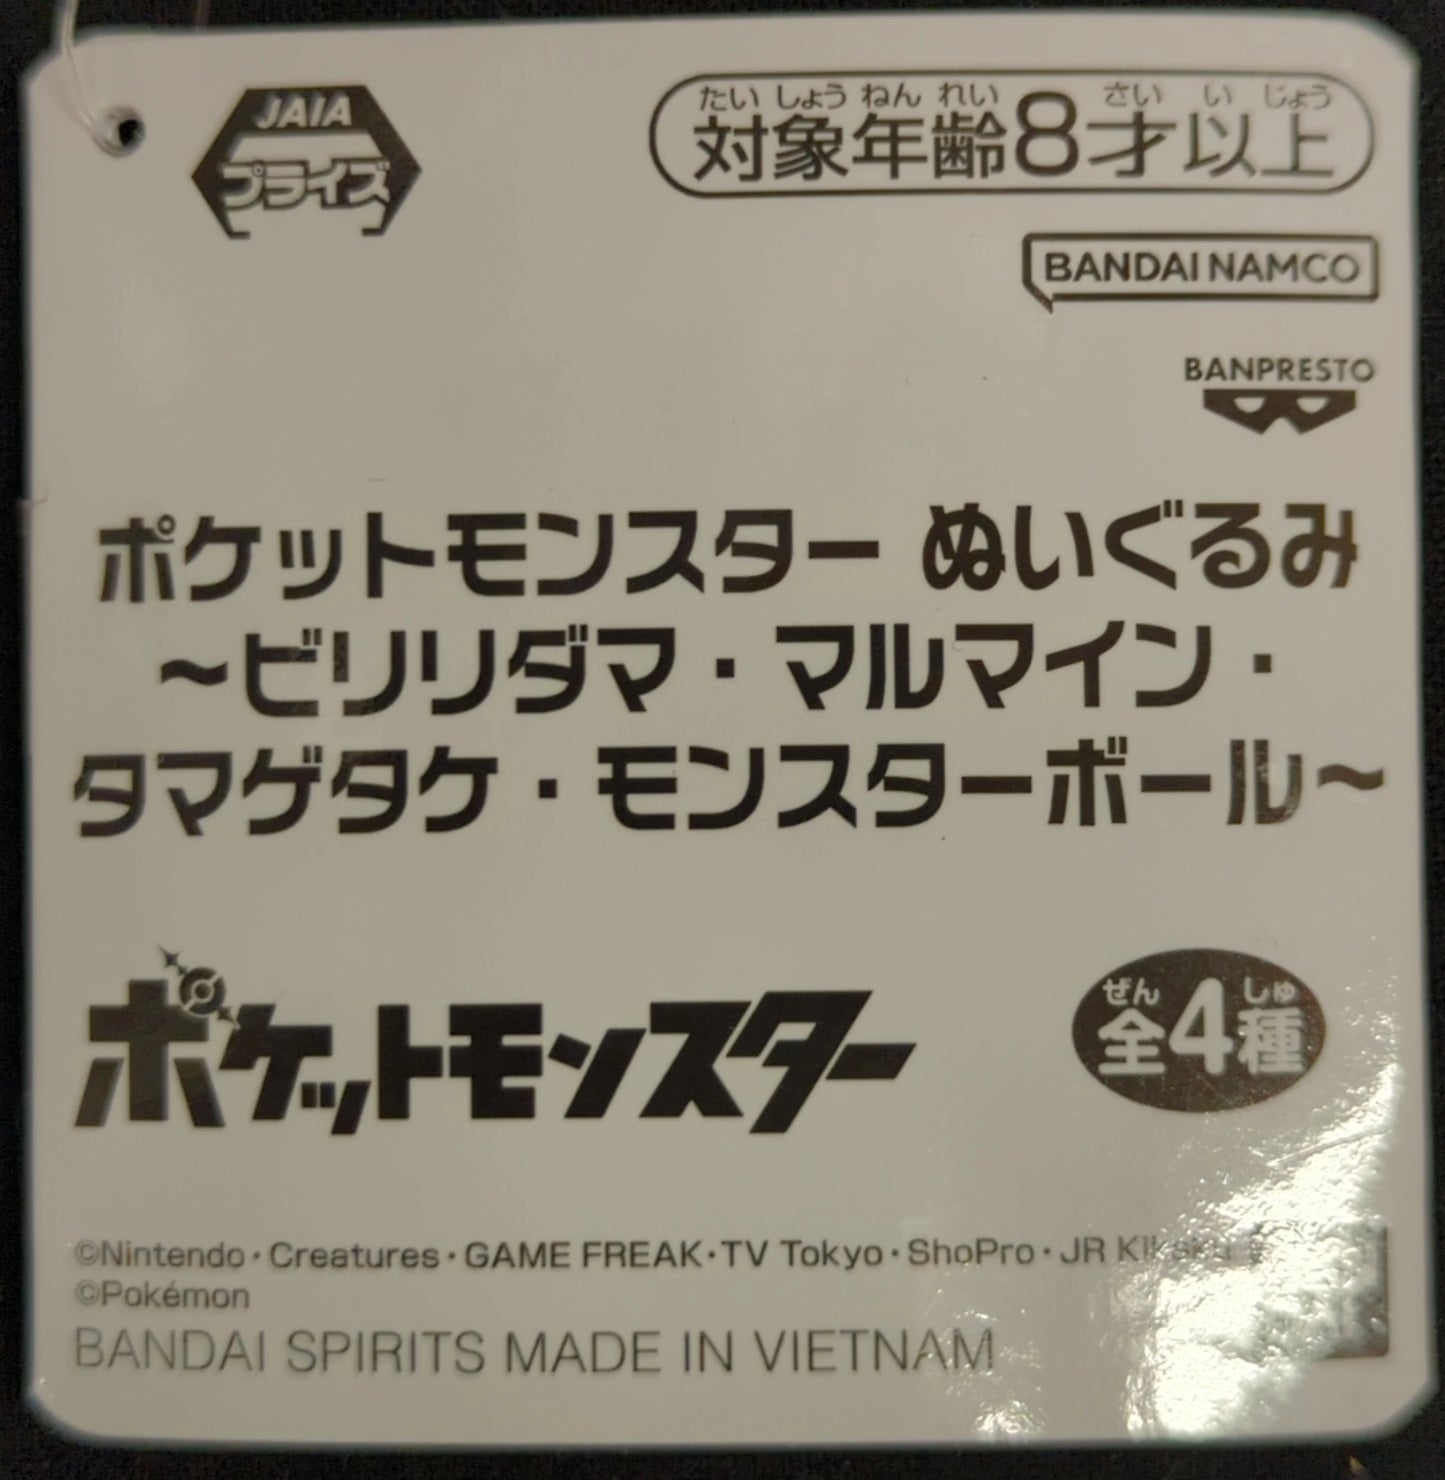 JAIA
プライズ
たいしょうねんれい さい いじょう
対象年齢8才以上
BANDAI NAMCO
BANPRESTO
ポケットモンスター ぬいぐるみ
～ビリリダマ・マルマイン・
タマゲタケ・モンスターボール～
ポケットモンスター
ぜん しゅ
全4種
©Nintendo・Creatures・GAME FREAK・TV Tokyo・ShoPro・JR
©Pokémon
BANDAI SPIRITS MADE IN VIETNAM